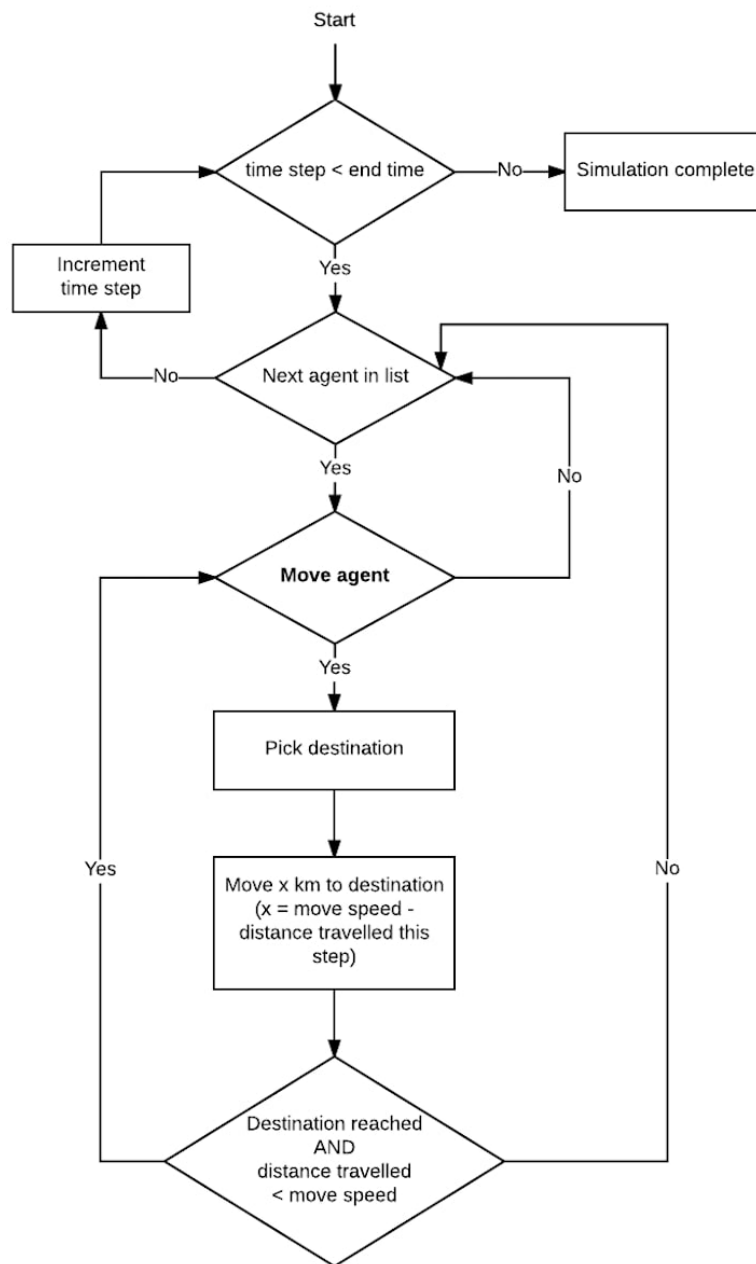 Start
time step < end time
No
Simulation complete
Increment
time step
Yes
Next agent in list
No
Yes
No
Move agent
Yes
Pick destination
Yes
Move x km to destination
(x = move speed -
distance travelled this
step)
No
Destination reached
AND
distance travelled
< move speed